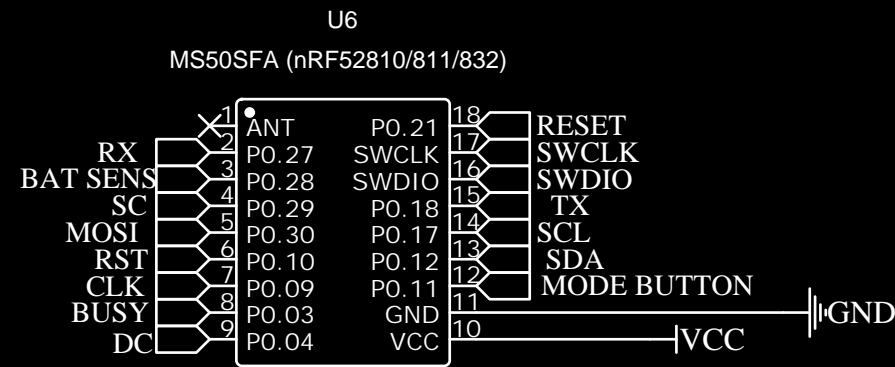 U6
MS50SFA (nRF52810/811/832)
1 ANT P0.21 18 RESET
RX 2 P0.27 SWCLK 17 SWCLK
BAT SENS 3 P0.28 SWDIO 16 SWDIO
SC 4 P0.29 P0.18 15 TX
MOSI 5 P0.30 P0.17 14 SCL
RST 6 P0.10 P0.12 13 SDA
CLK 7 P0.09 P0.11 12 MODE BUTTON
BUSY 8 P0.03 GND 11 GND
DC 9 P0.04 VCC 10 VCC